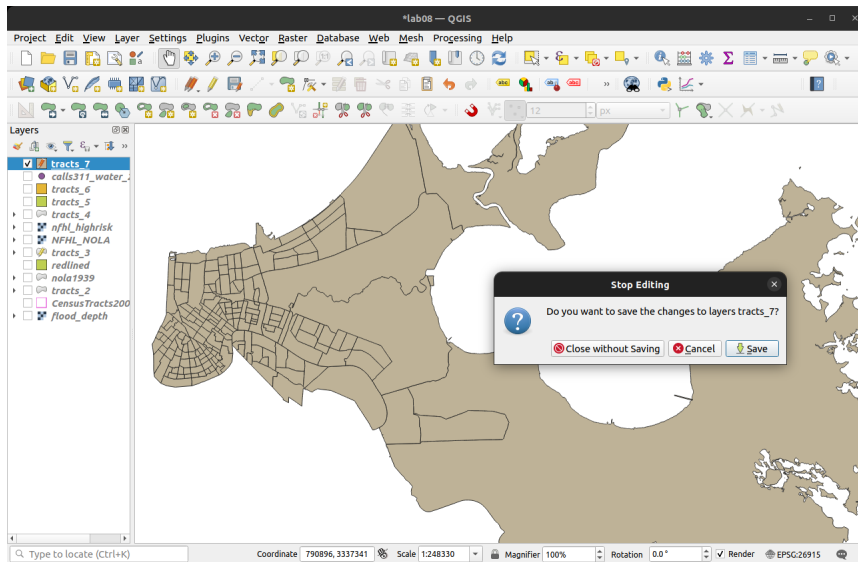 *lab08 — QGIS
Project Edit View Layer Settings Plugins Vector Raster Database Web Mesh Processing Help
abc abc abc »
12 px
Layers
»
tracts_7
calls311_water_
tracts_6
tracts_5
tracts_4
nfhl_highrisk
NFHL_NOLA
tracts_3
redlined
nola1939
tracts_2
CensusTracts200
flood_depth
Stop Editing
Do you want to save the changes to layers tracts_7?
Close without Saving Cancel Save
Type to locate (Ctrl+K) Coordinate 790896, 3337341 Scale 1:248330 Magnifier 100% Rotation 0.0 ° Render EPSG:26915